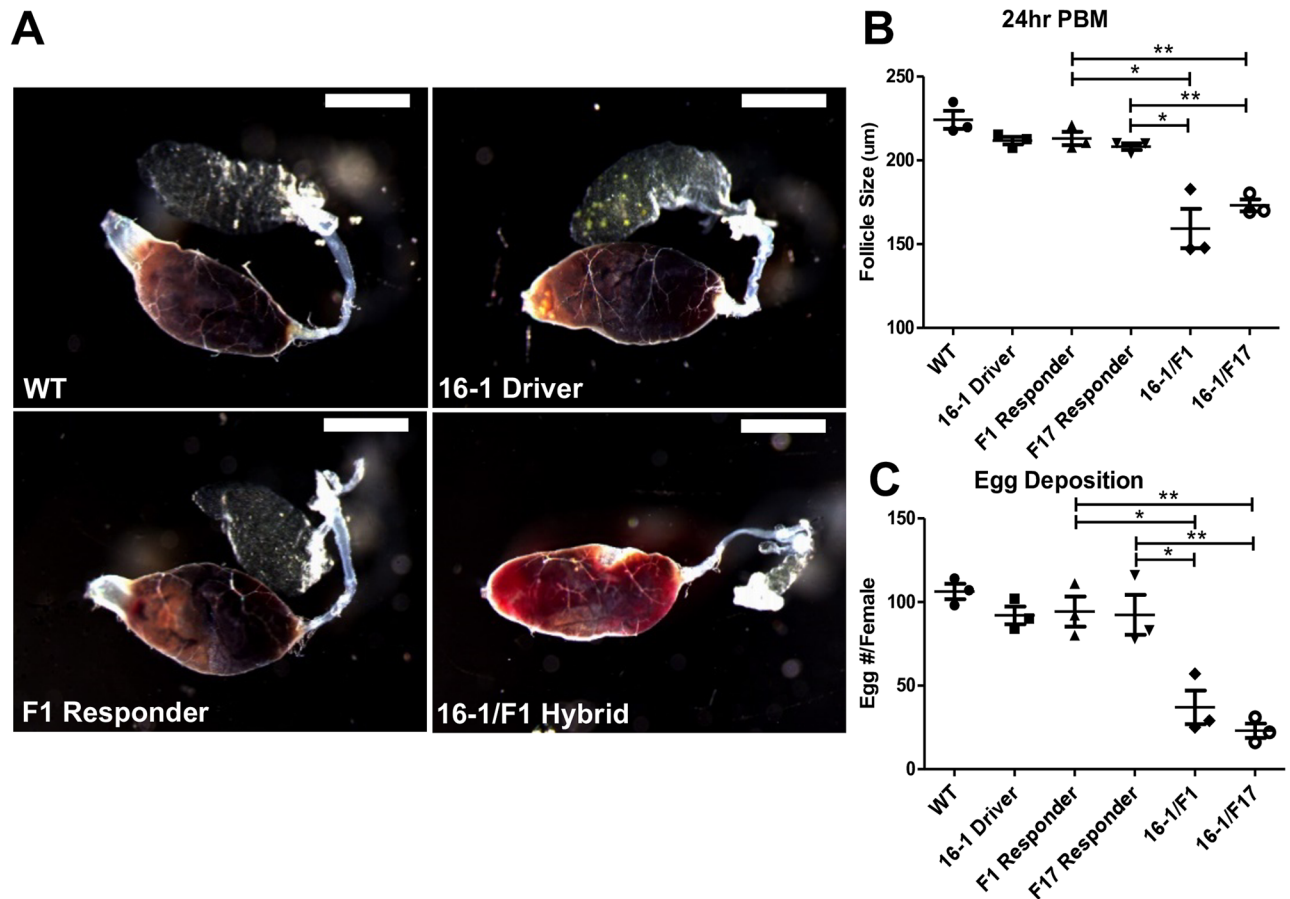 A
WT
16-1 Driver
F1 Responder
16-1/F1 Hybrid
B
24hr PBM
**
*
**
*
Follicle Size (um)
250
200
150
100
WT
16-1 Driver
F1 Responder
F17 Responder
16-1/F1
16-1/F17
C
Egg Deposition
**
*
**
*
Egg #/Female
150
100
50
0
WT
16-1 Driver
F1 Responder
F17 Responder
16-1/F1
16-1/F17